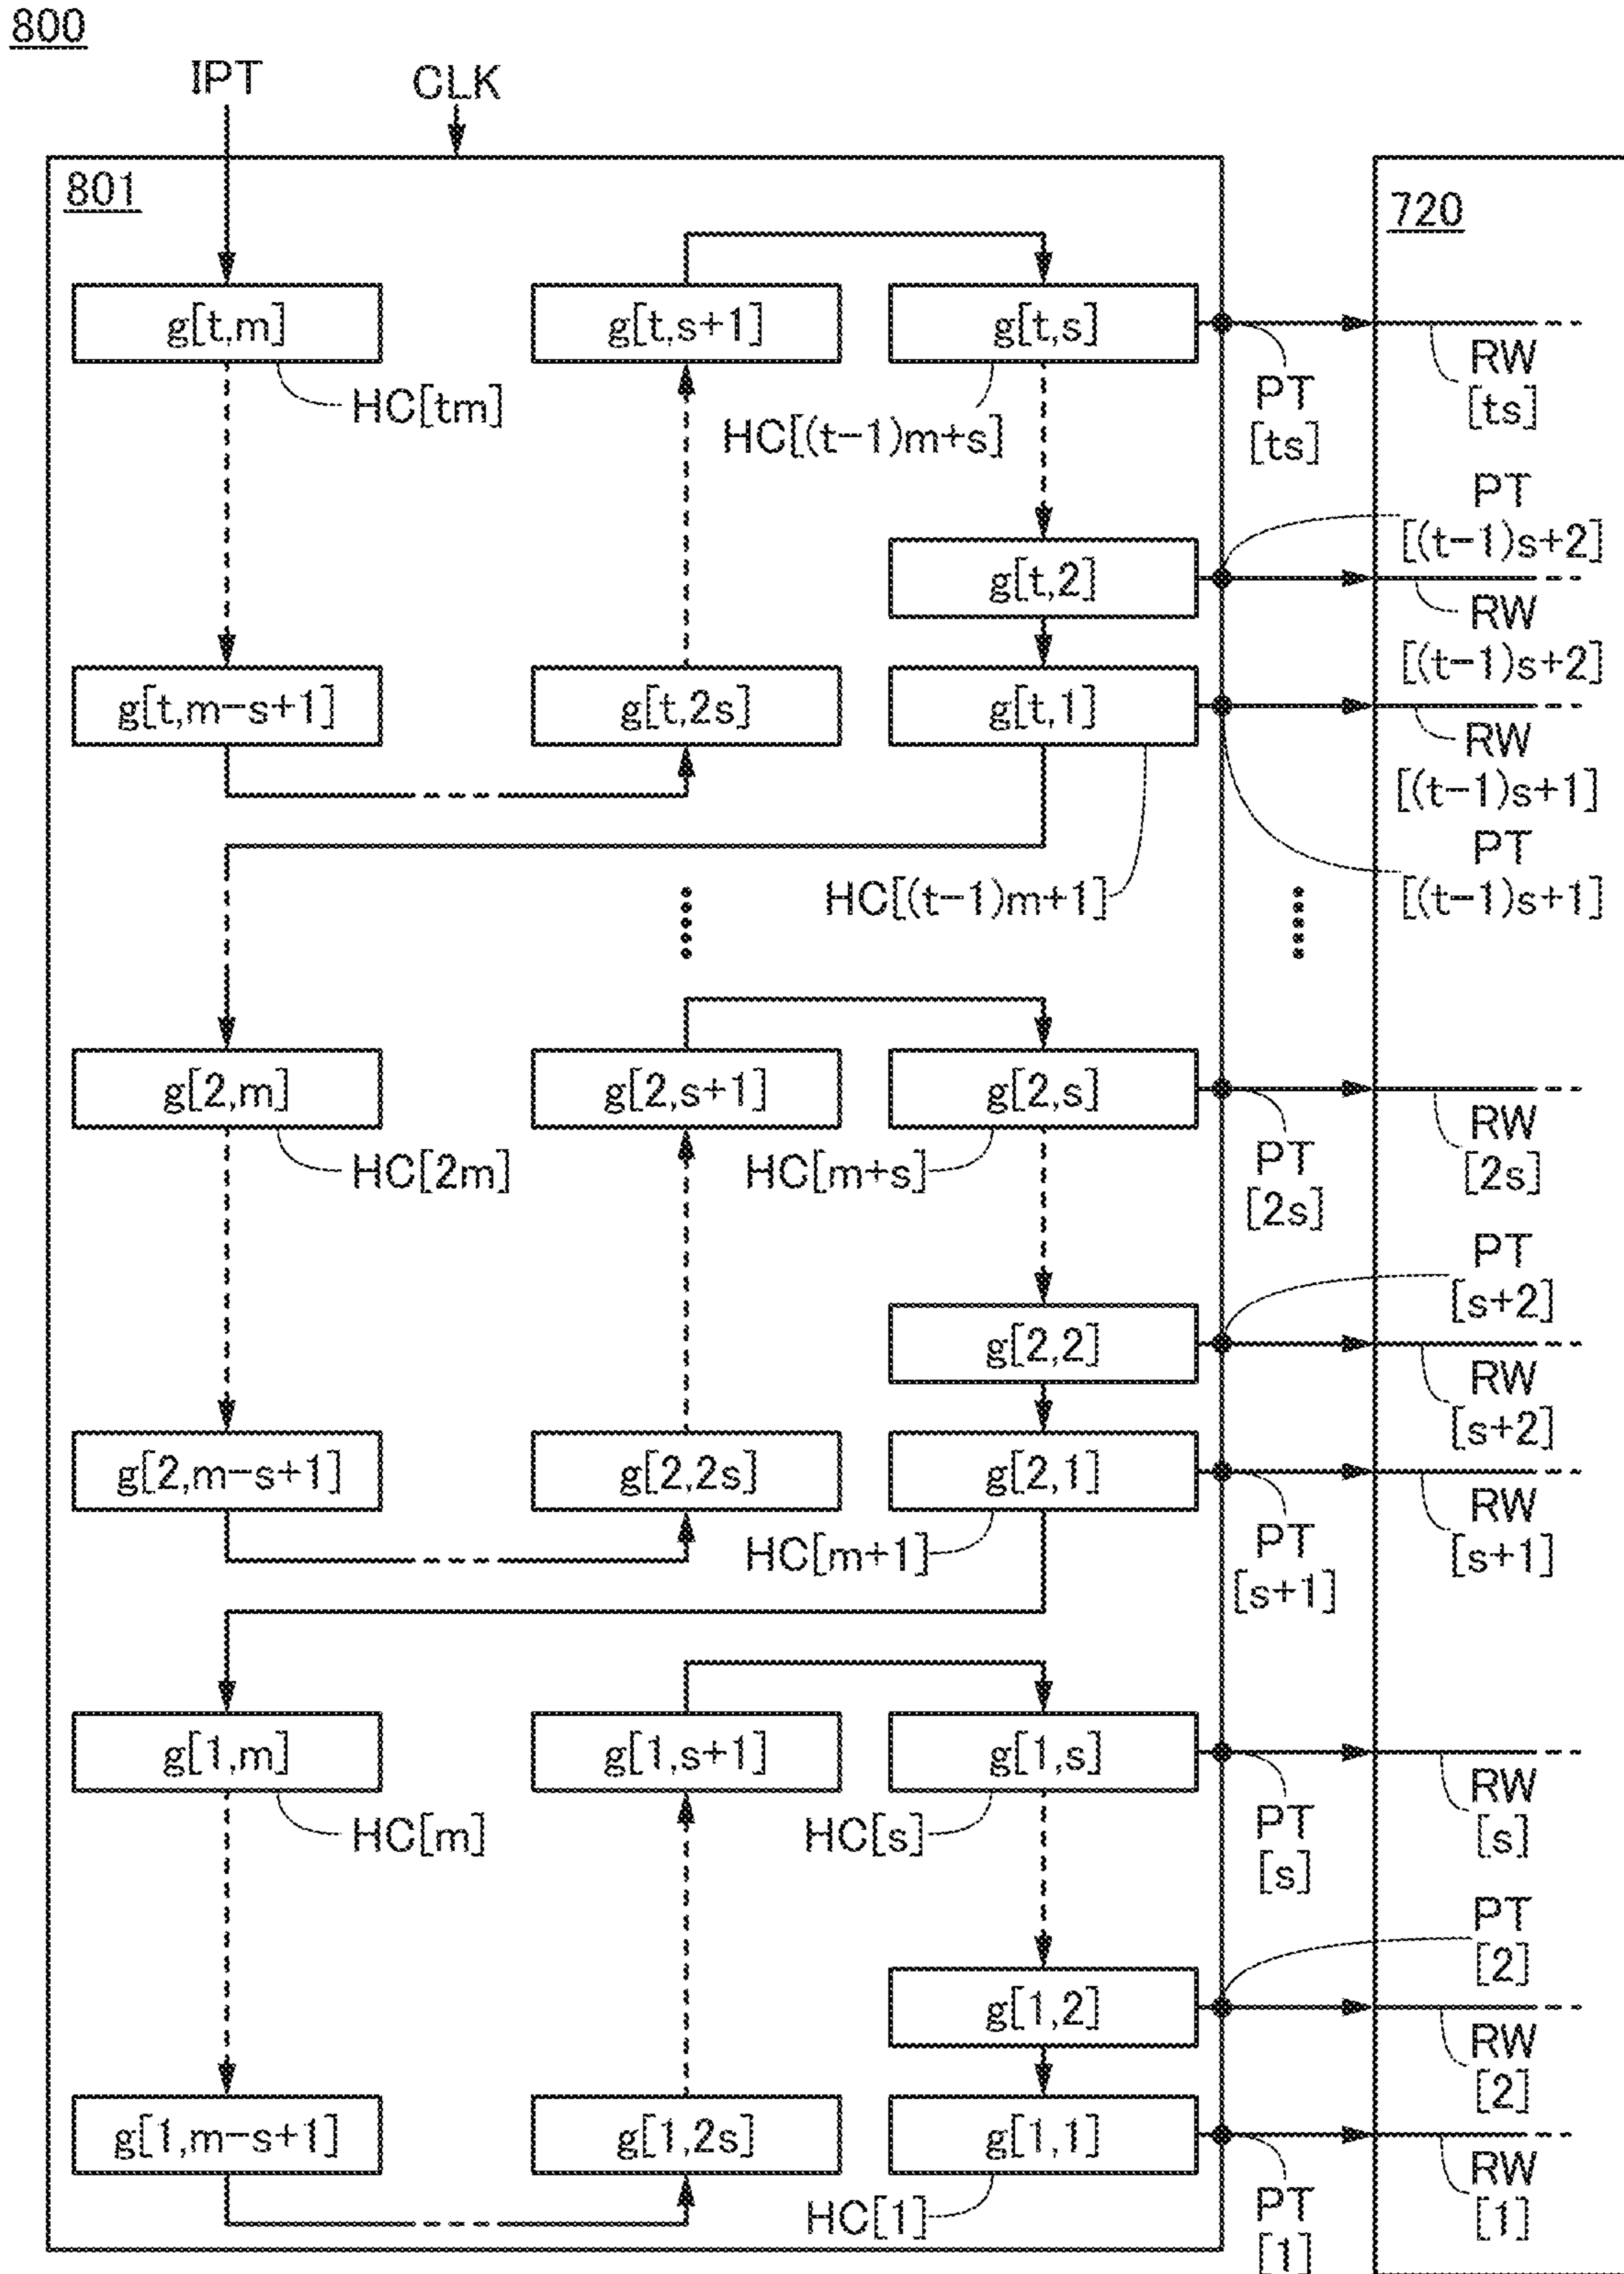 800
IPT
CLK
801
720
g[t,m]
g[t,s+1]
g[t,s]
HC[tm]
HC[(t−1)m+s]
PT
[ts]
RW
[ts]
PT
[(t−1)s+2]
g[t,2]
RW
[(t−1)s+2]
g[t,m−s+1]
g[t,2s]
g[t,1]
RW
[(t−1)s+1]
PT
[(t−1)s+1]
HC[(t−1)m+1]
g[2,m]
g[2,s+1]
g[2,s]
HC[2m]
HC[m+s]
PT
[2s]
RW
[2s]
PT
[s+2]
g[2,2]
RW
[s+2]
g[2,m−s+1]
g[2,2s]
g[2,1]
HC[m+1]
PT
[s+1]
RW
[s+1]
g[1,m]
g[1,s+1]
g[1,s]
HC[m]
HC[s]
PT
[s]
RW
[s]
PT
[2]
g[1,2]
RW
[2]
g[1,m−s+1]
g[1,2s]
g[1,1]
HC[1]
PT
[1]
RW
[1]